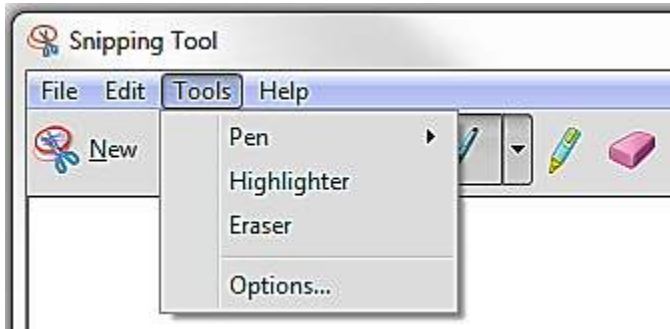 Snipping Tool
File Edit Tools Help
New
Pen
Highlighter
Eraser
Options...